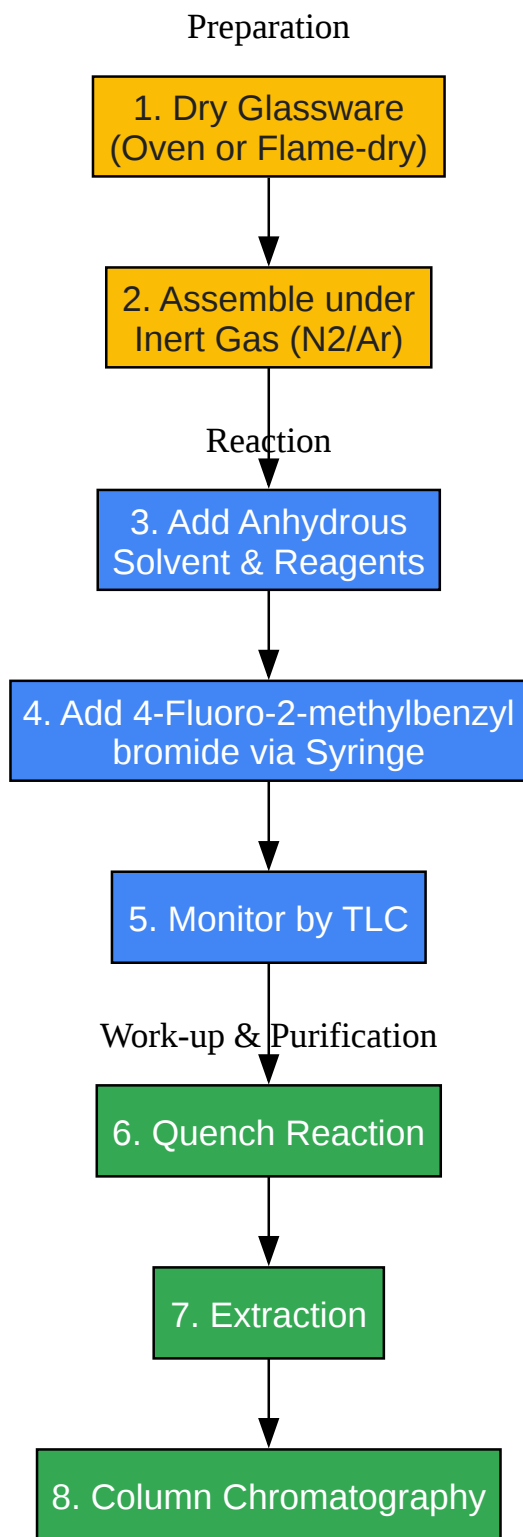 Preparation
1. Dry Glassware
(Oven or Flame-dry)
2. Assemble under
Inert Gas (N2/Ar)
Reaction
3. Add Anhydrous
Solvent & Reagents
4. Add 4-Fluoro-2-methylbenzyl
bromide via Syringe
5. Monitor by TLC
Work-up & Purification
6. Quench Reaction
7. Extraction
8. Column Chromatography